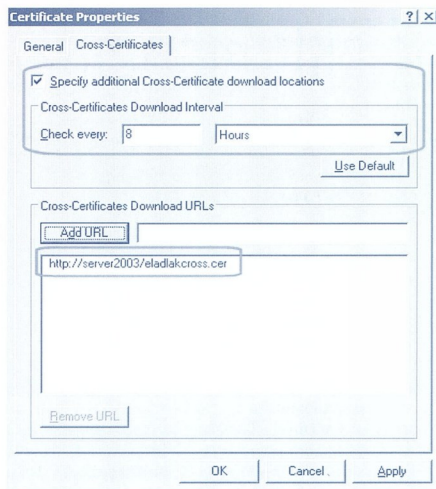 Certificate Properties ? ×
General Cross-Certificates
Specify additional Cross-Certificate download locations
Cross-Certificates Download Interval
Check every: 8 Hours
Use Default
Cross-Certificates Download URLs
Add URL
http://server2003/eladlakcross.cer
Remove URL
OK Cancel . Apply